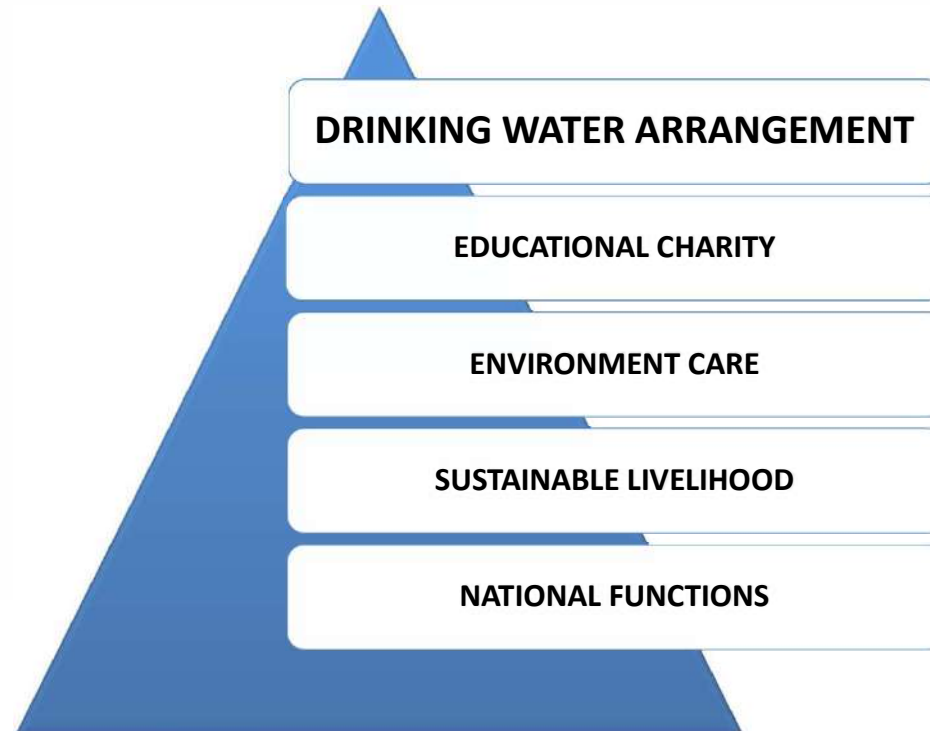 DRINKING WATER ARRANGEMENT
EDUCATIONAL CHARITY
ENVIRONMENT CARE
SUSTAINABLE LIVELIHOOD
NATIONAL FUNCTIONS